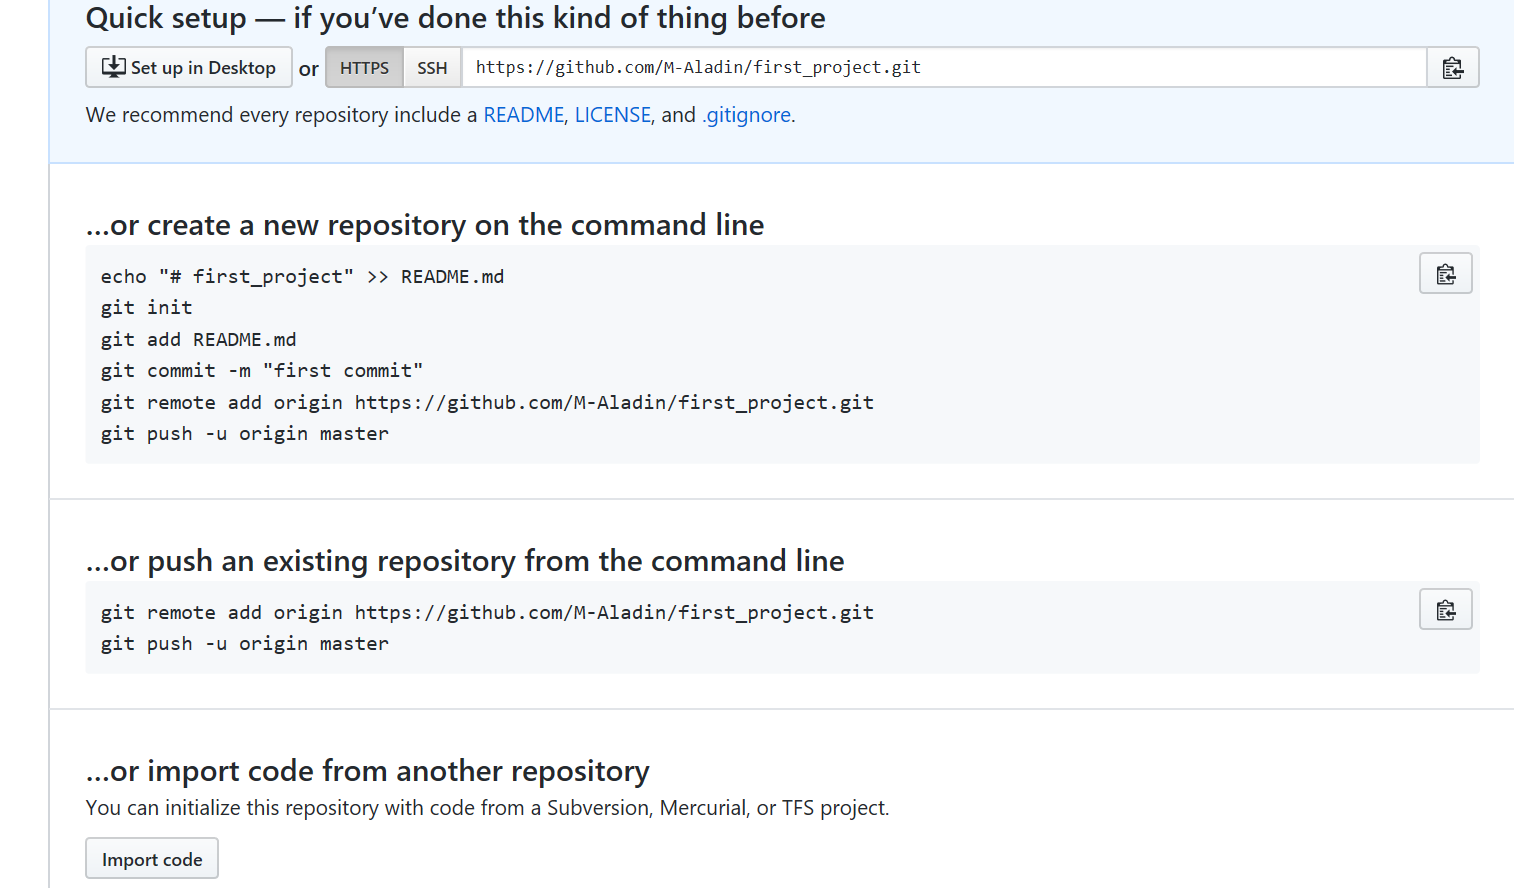 Quick setup — if you’ve done this kind of thing before
Set up in Desktop or HTTPS SSH https://github.com/M-Aladin/first_project.git
We recommend every repository include a README, LICENSE, and .gitignore.
…or create a new repository on the command line
echo "# first_project" >> README.md
git init
git add README.md
git commit -m "first commit"
git remote add origin https://github.com/M-Aladin/first_project.git
git push -u origin master
…or push an existing repository from the command line
git remote add origin https://github.com/M-Aladin/first_project.git
git push -u origin master
…or import code from another repository
You can initialize this repository with code from a Subversion, Mercurial, or TFS project.
Import code